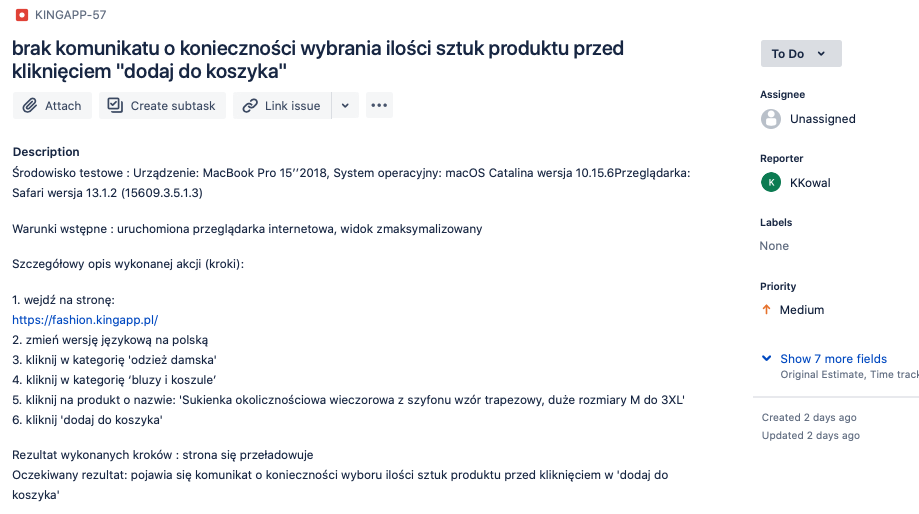 KINGAPP-57
brak komunikatu o konieczności wybrania ilości sztuk produktu przed
kliknięciem "dodaj do koszyka"
Attach
Create subtask
Link issue
Description
Środowisko testowe : Urządzenie: MacBook Pro 15’’2018, System operacyjny: macOS Catalina wersja 10.15.6Przeglądarka:
Safari wersja 13.1.2 (15609.3.5.1.3)
Warunki wstępne : uruchomiona przeglądarka internetowa, widok zmaksymalizowany
Szczegółowy opis wykonanej akcji (kroki):
1. wejdź na stronę:
https://fashion.kingapp.pl/
2. zmień wersję językową na polską
3. kliknij w kategorię 'odzież damska'
4. kliknij w kategorię ‘bluzy i koszule’
5. kliknij na produkt o nazwie: 'Sukienka okolicznościowa wieczorowa z szyfonu wzór trapezowy, duże rozmiary M do 3XL'
6. kliknij 'dodaj do koszyka'
Rezultat wykonanych kroków : strona się przeładowuje
Oczekiwany rezultat: pojawia się komunikat o konieczności wyboru ilości sztuk produktu przed kliknięciem w 'dodaj do
koszyka'
To Do
Assignee
Unassigned
Reporter
K
KKowal
Labels
None
Priority
Medium
Show 7 more fields
Original Estimate, Time track
Created 2 days ago
Updated 2 days ago